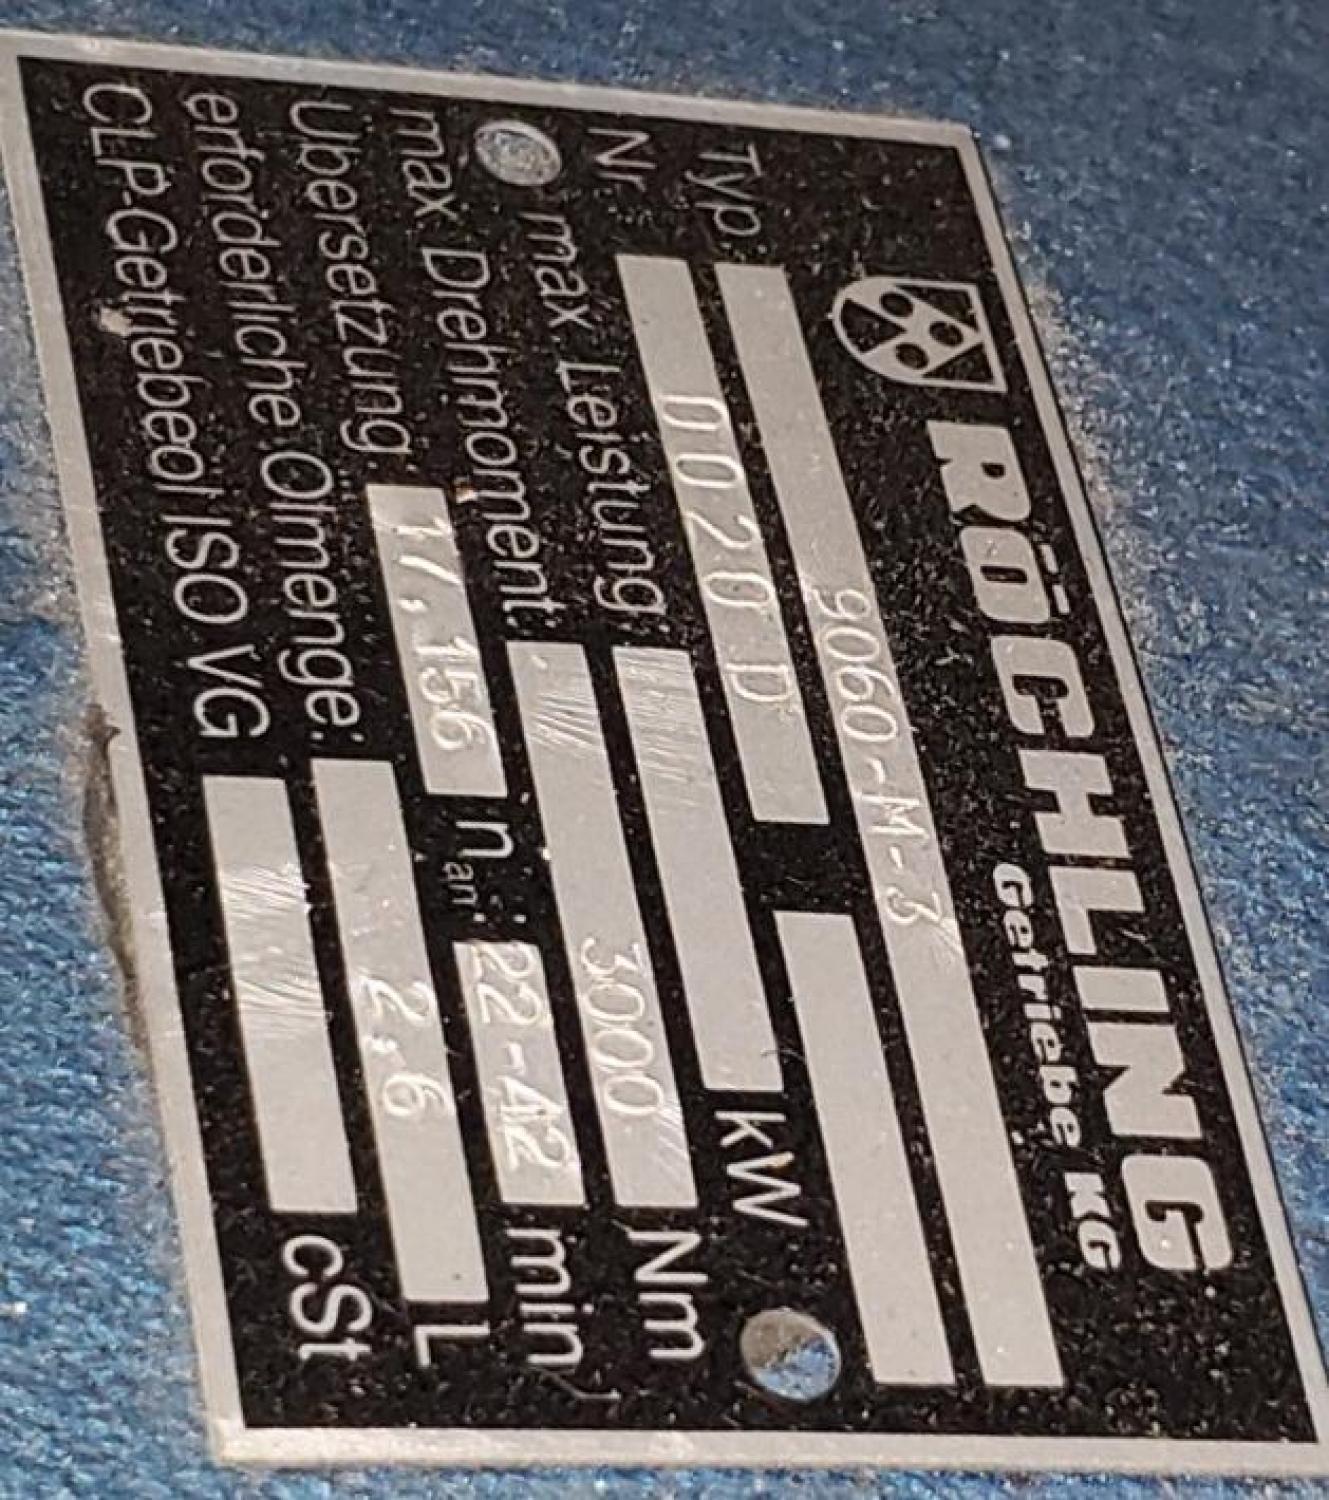 RÖCHLING
Getriebe KG
Typ: 9060-M-3
Nr. 0020 p
max Leistung: kW
max Drehmoment: 3000 Nm
Übersetzung: 17,156 n an: 22-42 min
erforderliche Ölmenge: 2.6 L
CLP-Getriebeöl ISO VG cSt